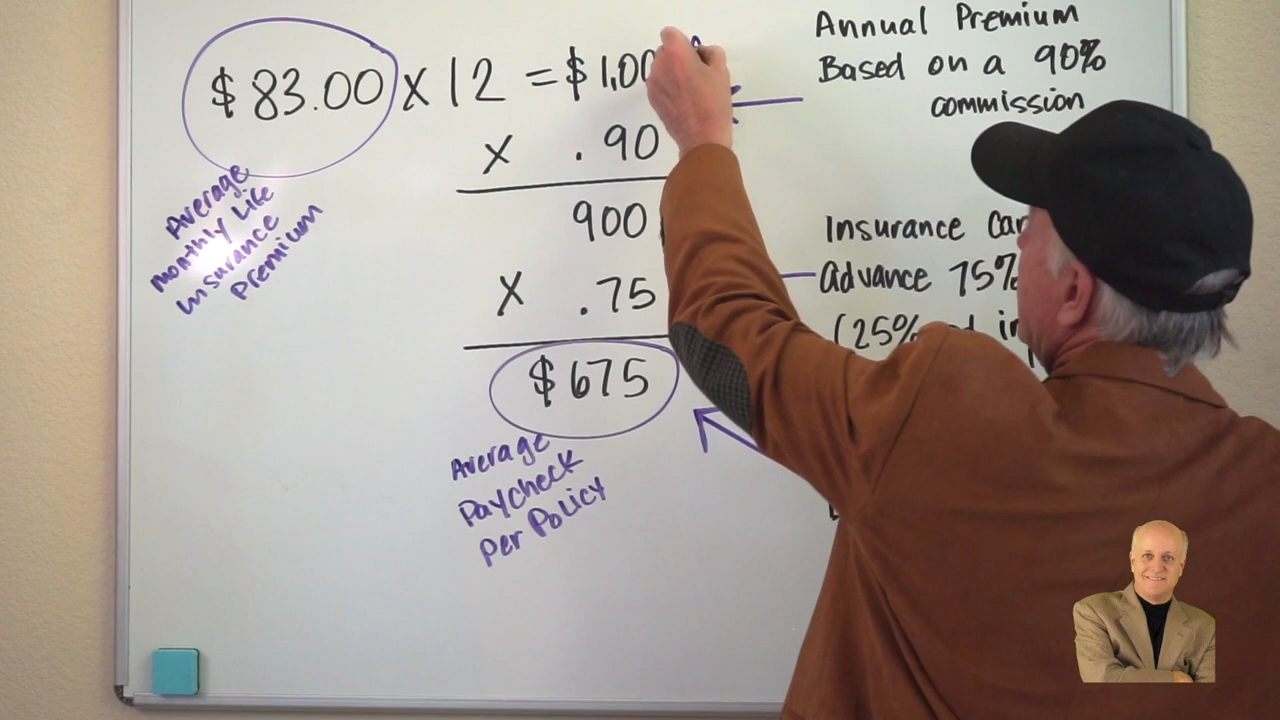 $83.00 x 12 = $1,00
x .90
900
x .75
$675
Average
Monthly Life
Insurance
Premium
Average
Paycheck
Per Policy
Annual Premium
Based on a 90%
commission
Insurance
Advance 75%
(25%